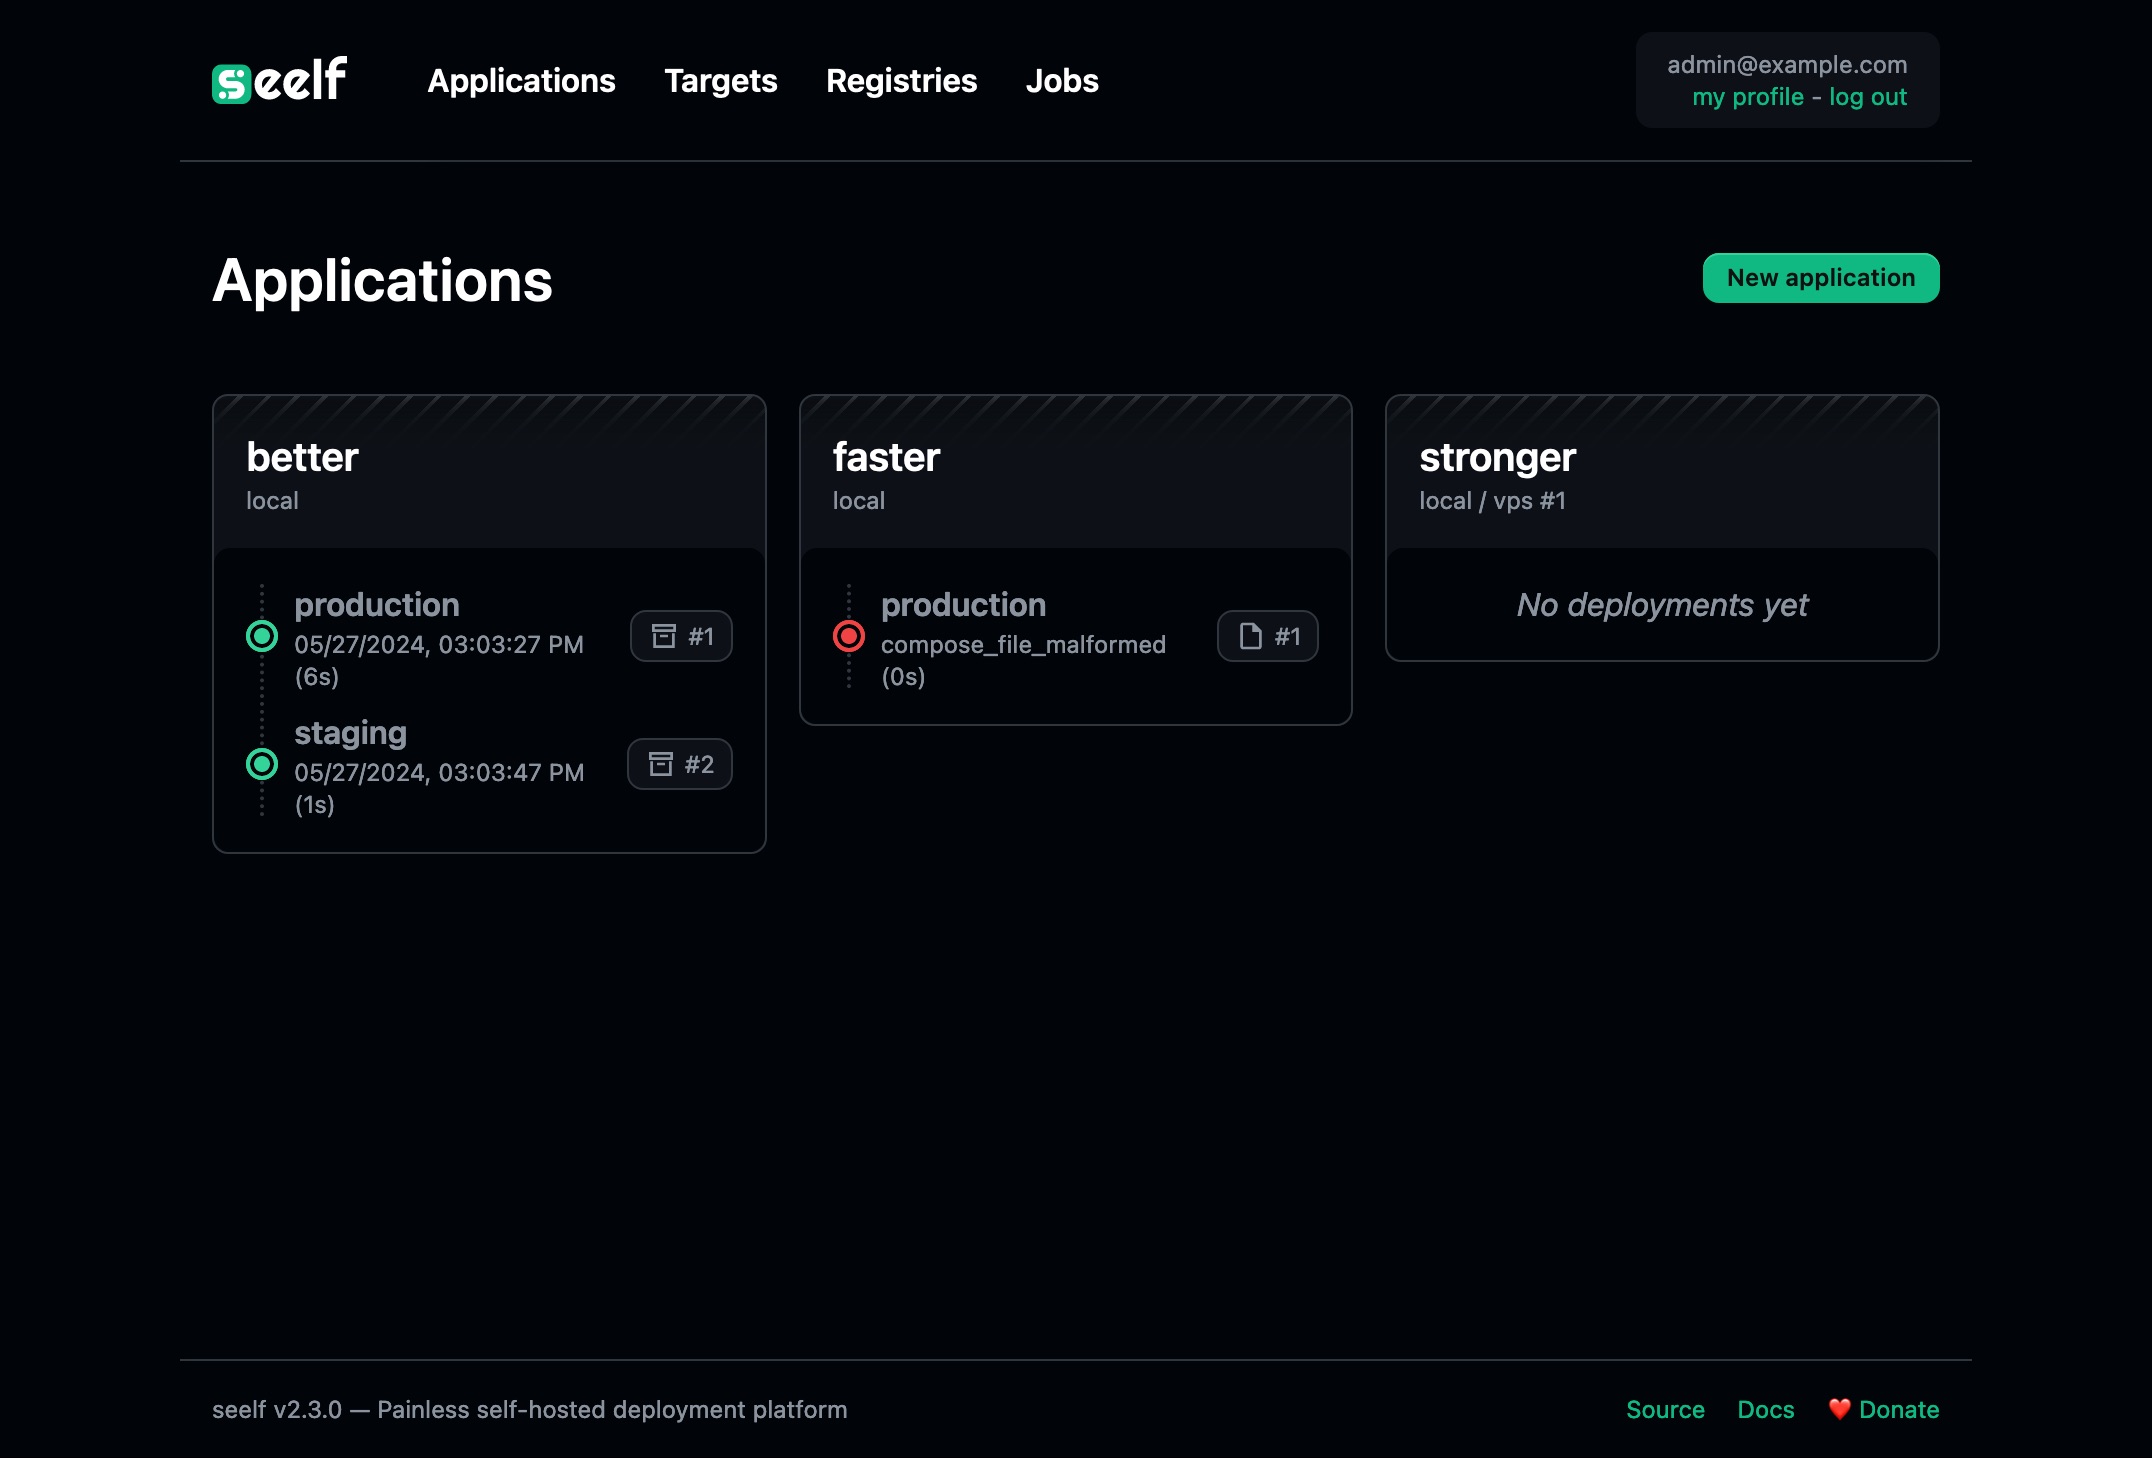 seelf
Applications
Targets
Registries
Jobs
admin@example.com
my profile - log out
Applications
New application
better
local
production
05/27/2024, 03:03:27 PM
(6s)
#1
staging
05/27/2024, 03:03:47 PM
(1s)
#2
faster
local
production
compose_file_malformed
(0s)
#1
stronger
local / vps #1
No deployments yet
seelf v2.3.0 — Painless self-hosted deployment platform
Source
Docs
❤️ Donate